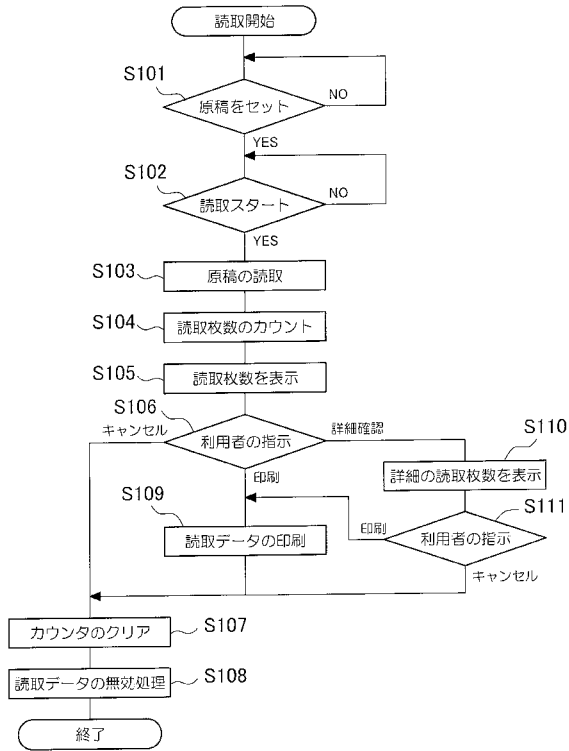 読取開始
S101
原稿をセット
NO
YES
S102
読取スタート
NO
YES
S103
原稿の読取
S104
読取枚数のカウント
S105
読取枚数を表示
S106
利用者の指示
キャンセル
詳細確認
印刷
S110
詳細の読取枚数を表示
S109
読取データの印刷
S111
利用者の指示
印刷
キャンセル
カウンタのクリア
S107
読取データの無効処理
S108
終了